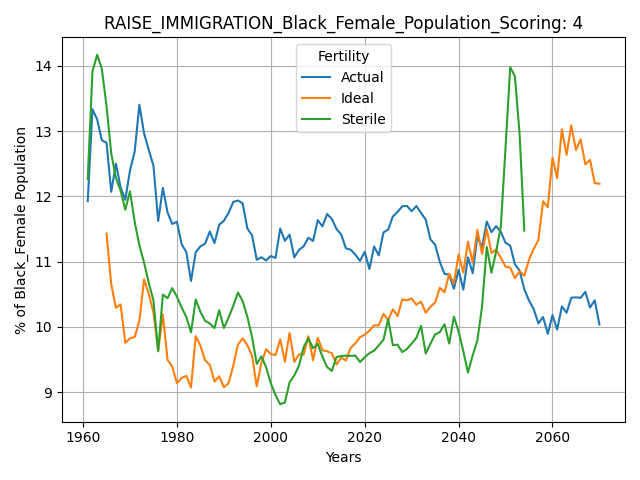 RAISE_IMMIGRATION_Black_Female_Population_Scoring: 4
Fertility
Actual
Ideal
Sterile
% of Black_Female Population
14
13
12
11
10
9
1960 1980 2000 2020 2040 2060
Years